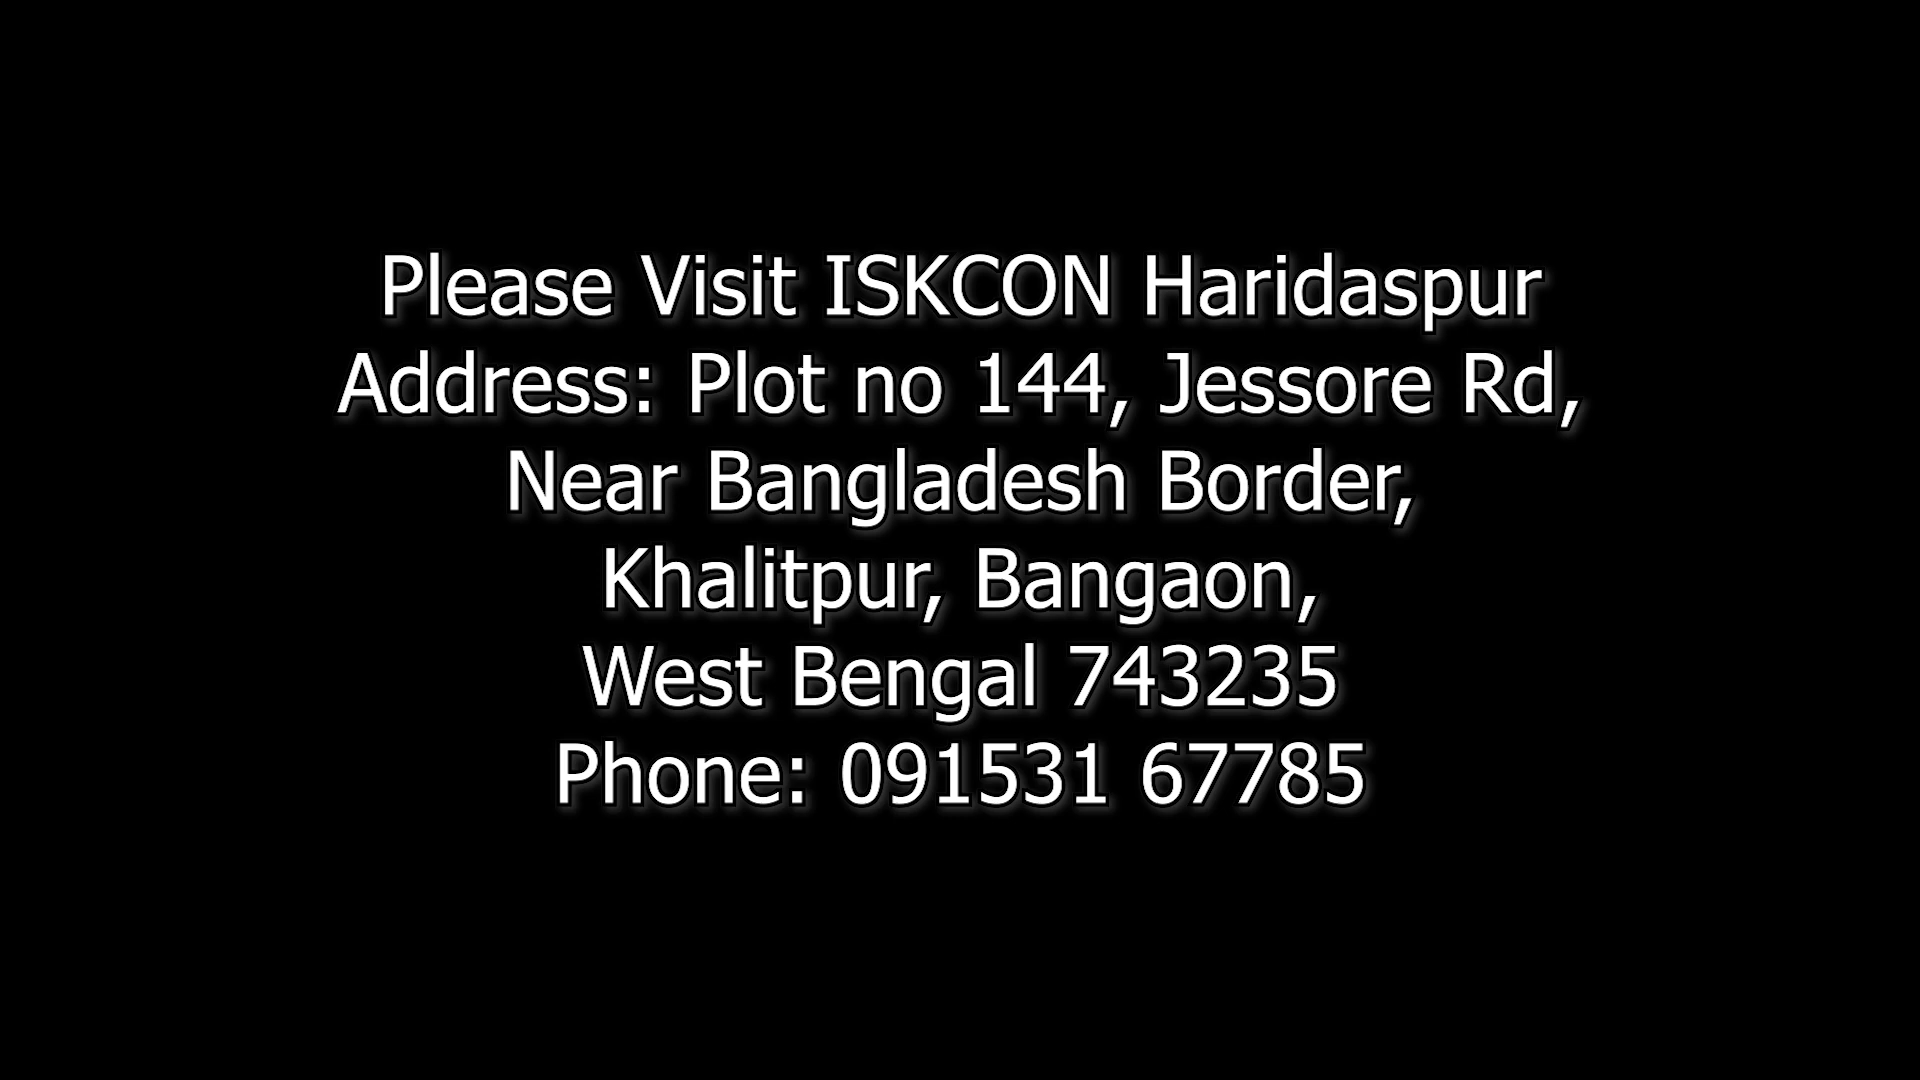 Please Visit ISKCON Haridaspur
Address: Plot no 144, Jessore Rd,
Near Bangladesh Border,
Khalitpur, Bangaon,
West Bengal 743235
Phone: 091531 67785